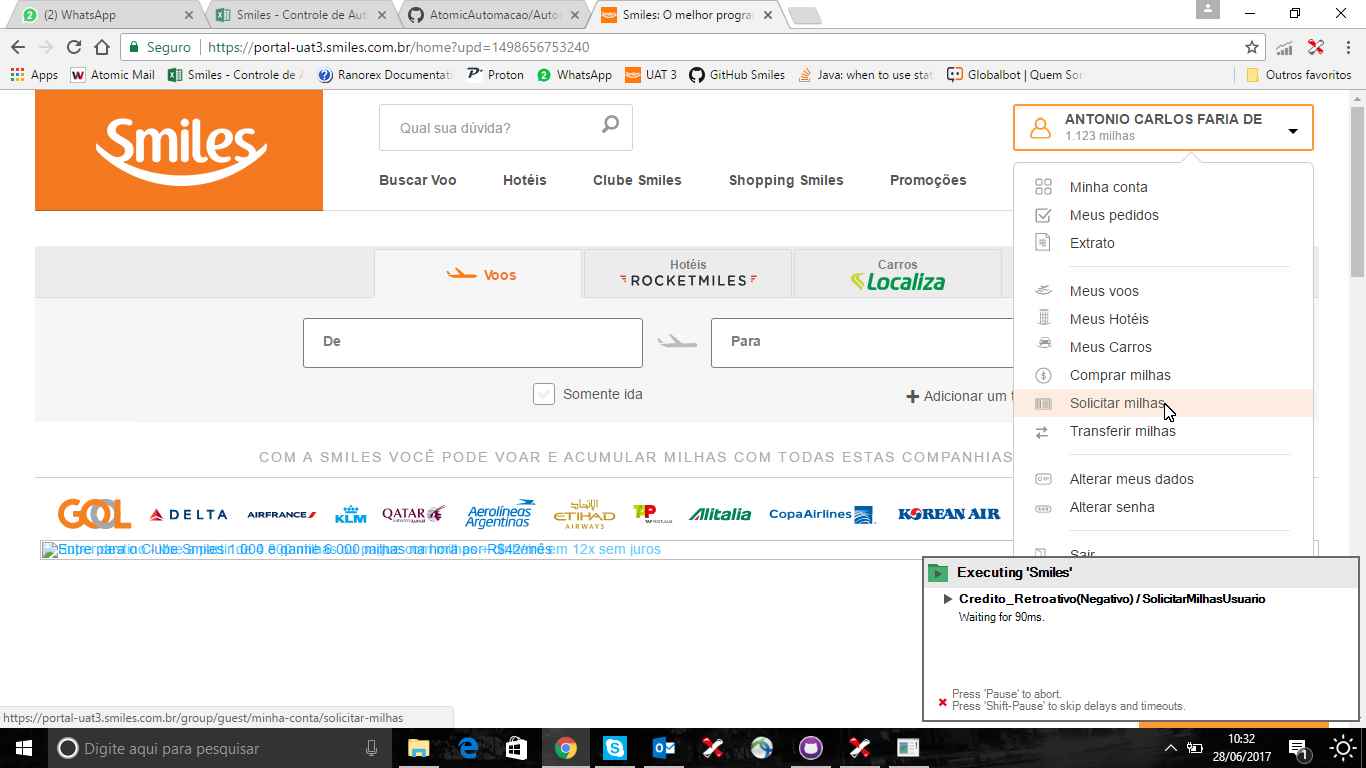 (2) WhatsApp
Smiles - Controle de Aut
AtomicAutomacao/Auto
Smiles: O melhor progra
Seguro
https://portal-uat3.smiles.com.br/home?upd=1498656753240
Apps
Atomic Mail
Smiles - Controle de A
Ranorex Documentat
Proton
WhatsApp
UAT 3
GitHub Smiles
Java: when to use stat
Globalbot | Quem So
Outros favoritos
Smiles
Qual sua dúvida?
ANTONIO CARLOS FARIA DE
1.123 milhas
Buscar Voo
Hotéis
Clube Smiles
Shopping Smiles
Promoções
Minha conta
Meus pedidos
Extrato
Meus voos
Meus Hotéis
Meus Carros
Comprar milhas
Solicitar milhas
Transferir milhas
Alterar meus dados
Alterar senha
Sair
Voos
Hotéis
ROCKETMILES
Carros
Localiza
De
Para
Somente ida
Adicionar um t
COM A SMILES VOCÊ PODE VOAR E ACUMULAR MILHAS COM TODAS ESTAS COMPANHIAS
GOL
DELTA
AIRFRANCE
KLM
QATAR
Aerolíneas
Argentinas
ETIHAD
AIRWAYS
TAP
Alitalia
CopaAirlines
KOREAN AIR
Entre para o Clube Smiles 1.000 e ganhe 6.000 milhas na hora por R$42/mês
em 12x sem juros
Executing 'Smiles'
Credito_Retroativo(Negativo) / SolicitarMilhasUsuario
Waiting for 90ms.
Press 'Pause' to abort.
Press 'Shift-Pause' to skip delays and timeouts.
https://portal-uat3.smiles.com.br/group/guest/minha-conta/solicitar-milhas
Digite aqui para pesquisar
10:32
28/06/2017
1